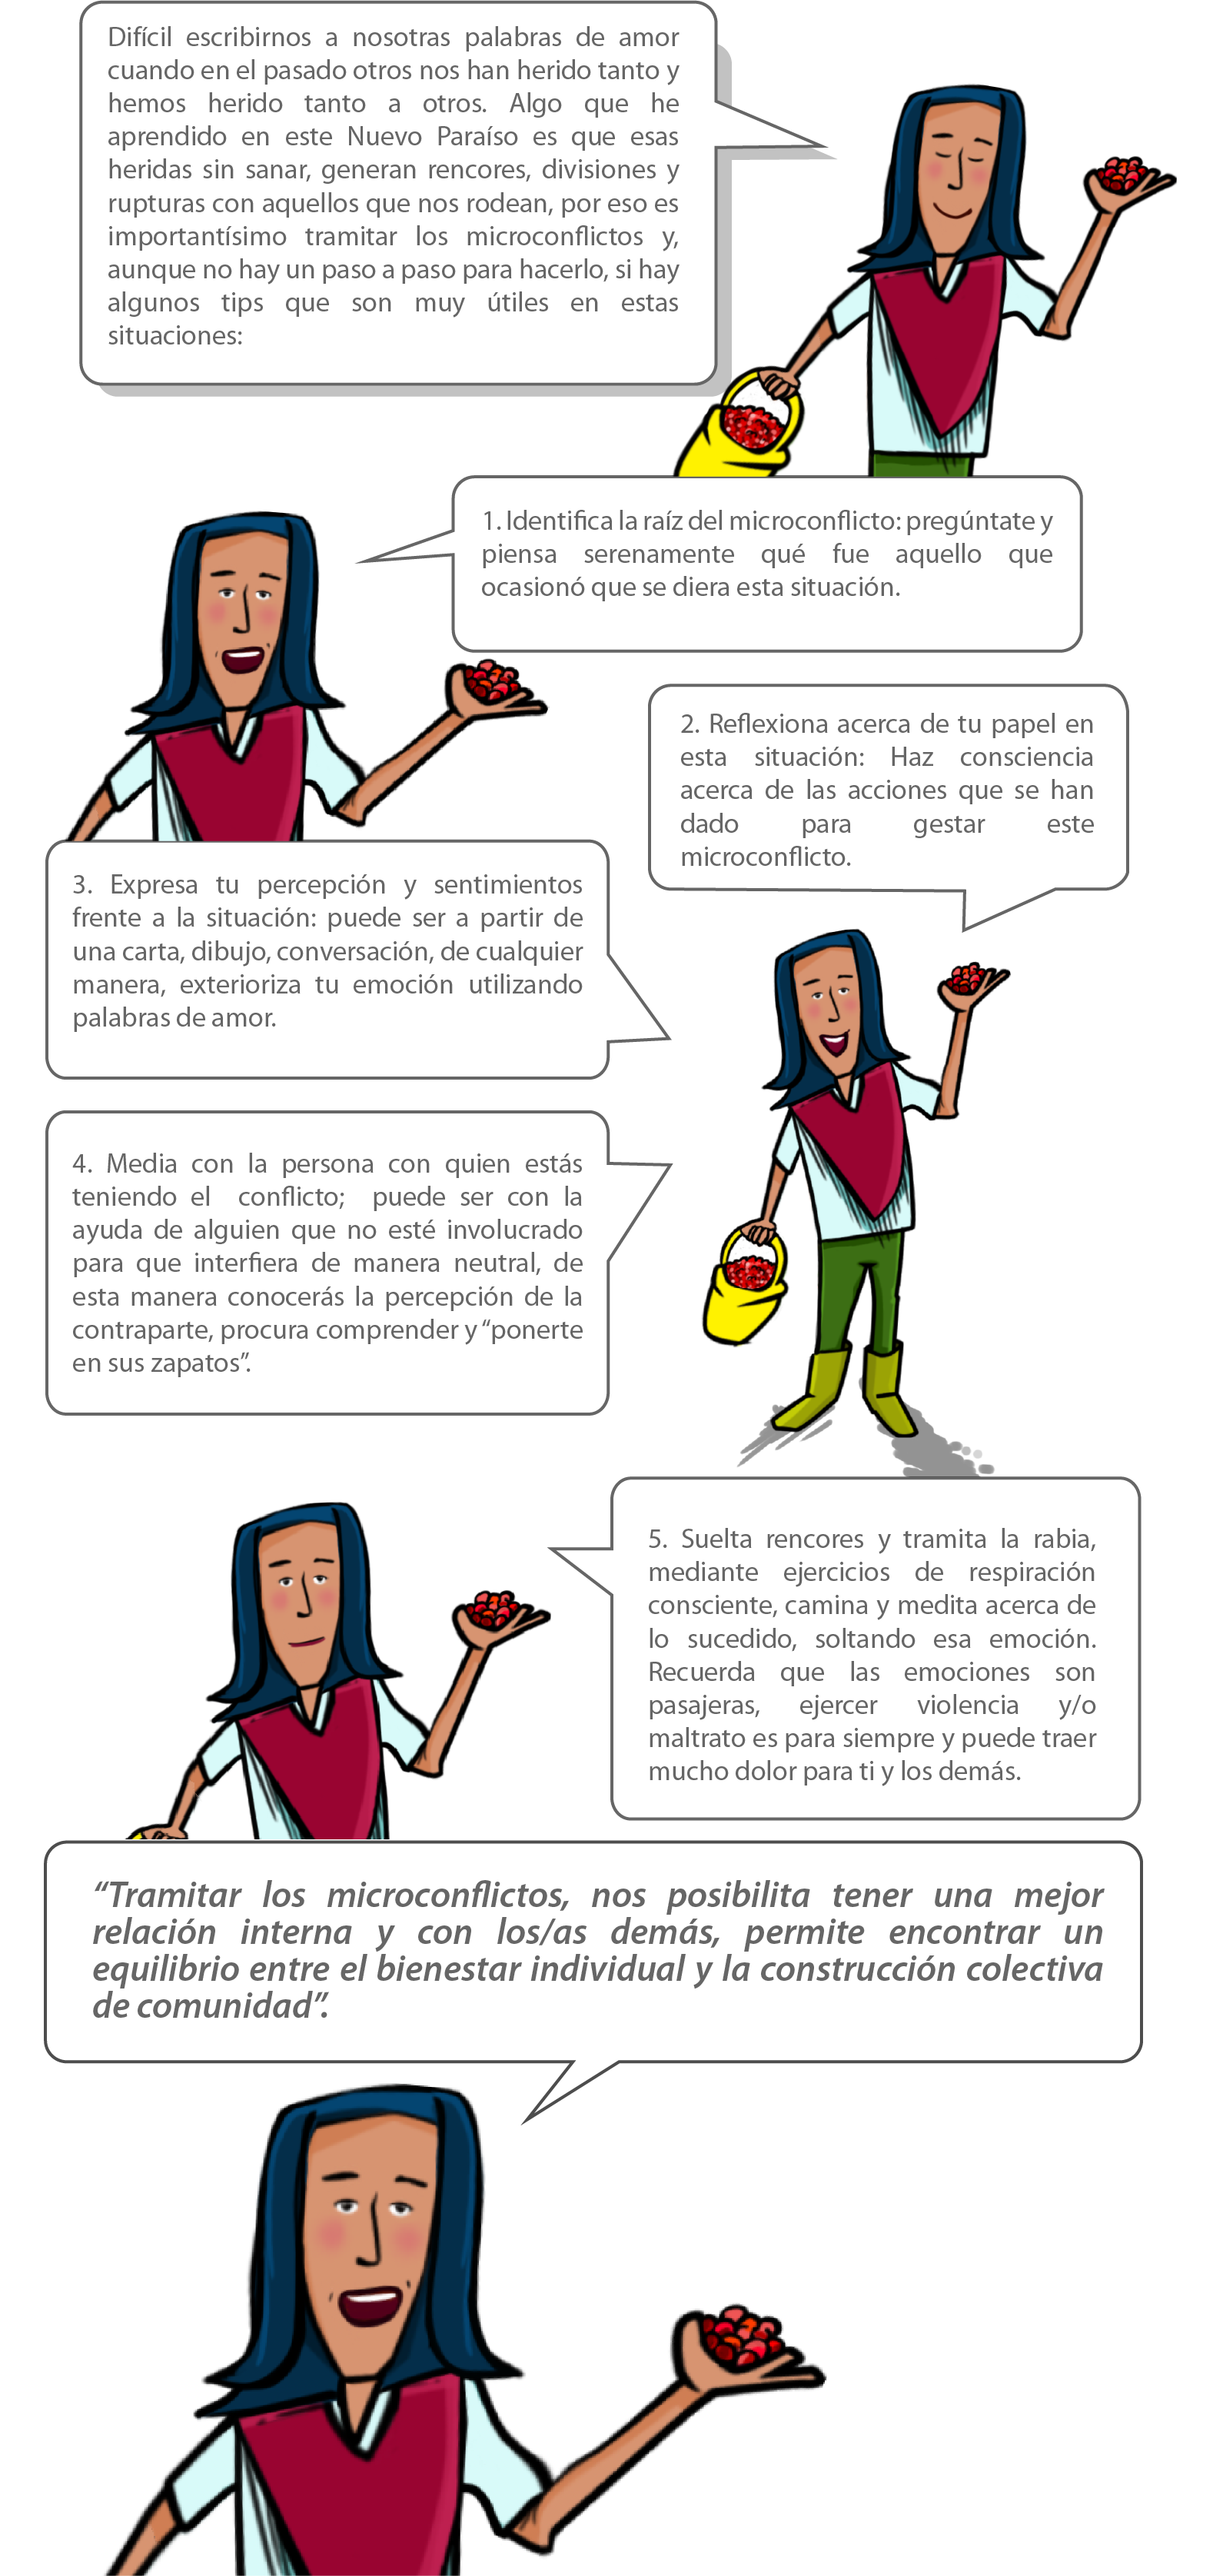 Difícil escribirnos a nosotras palabras de amor
cuando en el pasado otros nos han herido tanto y
hemos herido tanto a otros. Algo que he
aprendido en este Nuevo Paraíso es que esas
heridas sin sanar, generan rencores, divisiones y
rupturas con aquellos que nos rodean, por eso es
importantísimo tramitar los microconflictos y,
aunque no hay un paso a paso para hacerlo, si hay
algunos tips que son muy útiles en estas
situaciones:
1. Identifica la raíz del microconflicto: pregúntate y
piensa serenamente qué fue aquello que
ocasionó que se diera esta situación.
2. Reflexiona acerca de tu papel en
esta situación: Haz consciencia
acerca de las acciones que se han
dado para gestar este
microconflicto.
3. Expresa tu percepción y sentimientos
frente a la situación: puede ser a partir de
una carta, dibujo, conversación, de cualquier
manera, exterioriza tu emoción utilizando
palabras de amor.
4. Media con la persona con quien estás
teniendo el conflicto; puede ser con la
ayuda de alguien que no esté involucrado
para que interfiera de manera neutral, de
esta manera conocerás la percepción de la
contraparte, procura comprender y “ponerte
en sus zapatos”.
5. Suelta rencores y tramita la rabia,
mediante ejercicios de respiración
consciente, camina y medita acerca de
lo sucedido, soltando esa emoción.
Recuerda que las emociones son
pasajeras, ejercer violencia y/o
maltrato es para siempre y puede traer
mucho dolor para ti y los demás.
“Tramitar los microconflictos, nos posibilita tener una mejor
relación interna y con los/as demás, permite encontrar un
equilibrio entre el bienestar individual y la construcción colectiva
de comunidad”.